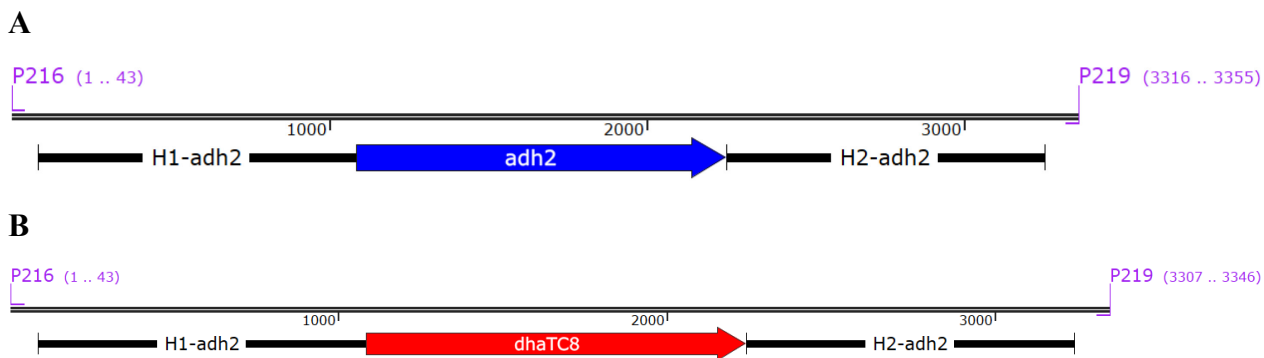 A
P216 (1 .. 43) P219 (3316 .. 3355)
1000 2000 3000
H1-adh2 adh2 H2-adh2
B
P216 (1 .. 43) P219 (3307 .. 3346)
1000 2000 3000
H1-adh2 dhaTC8 H2-adh2